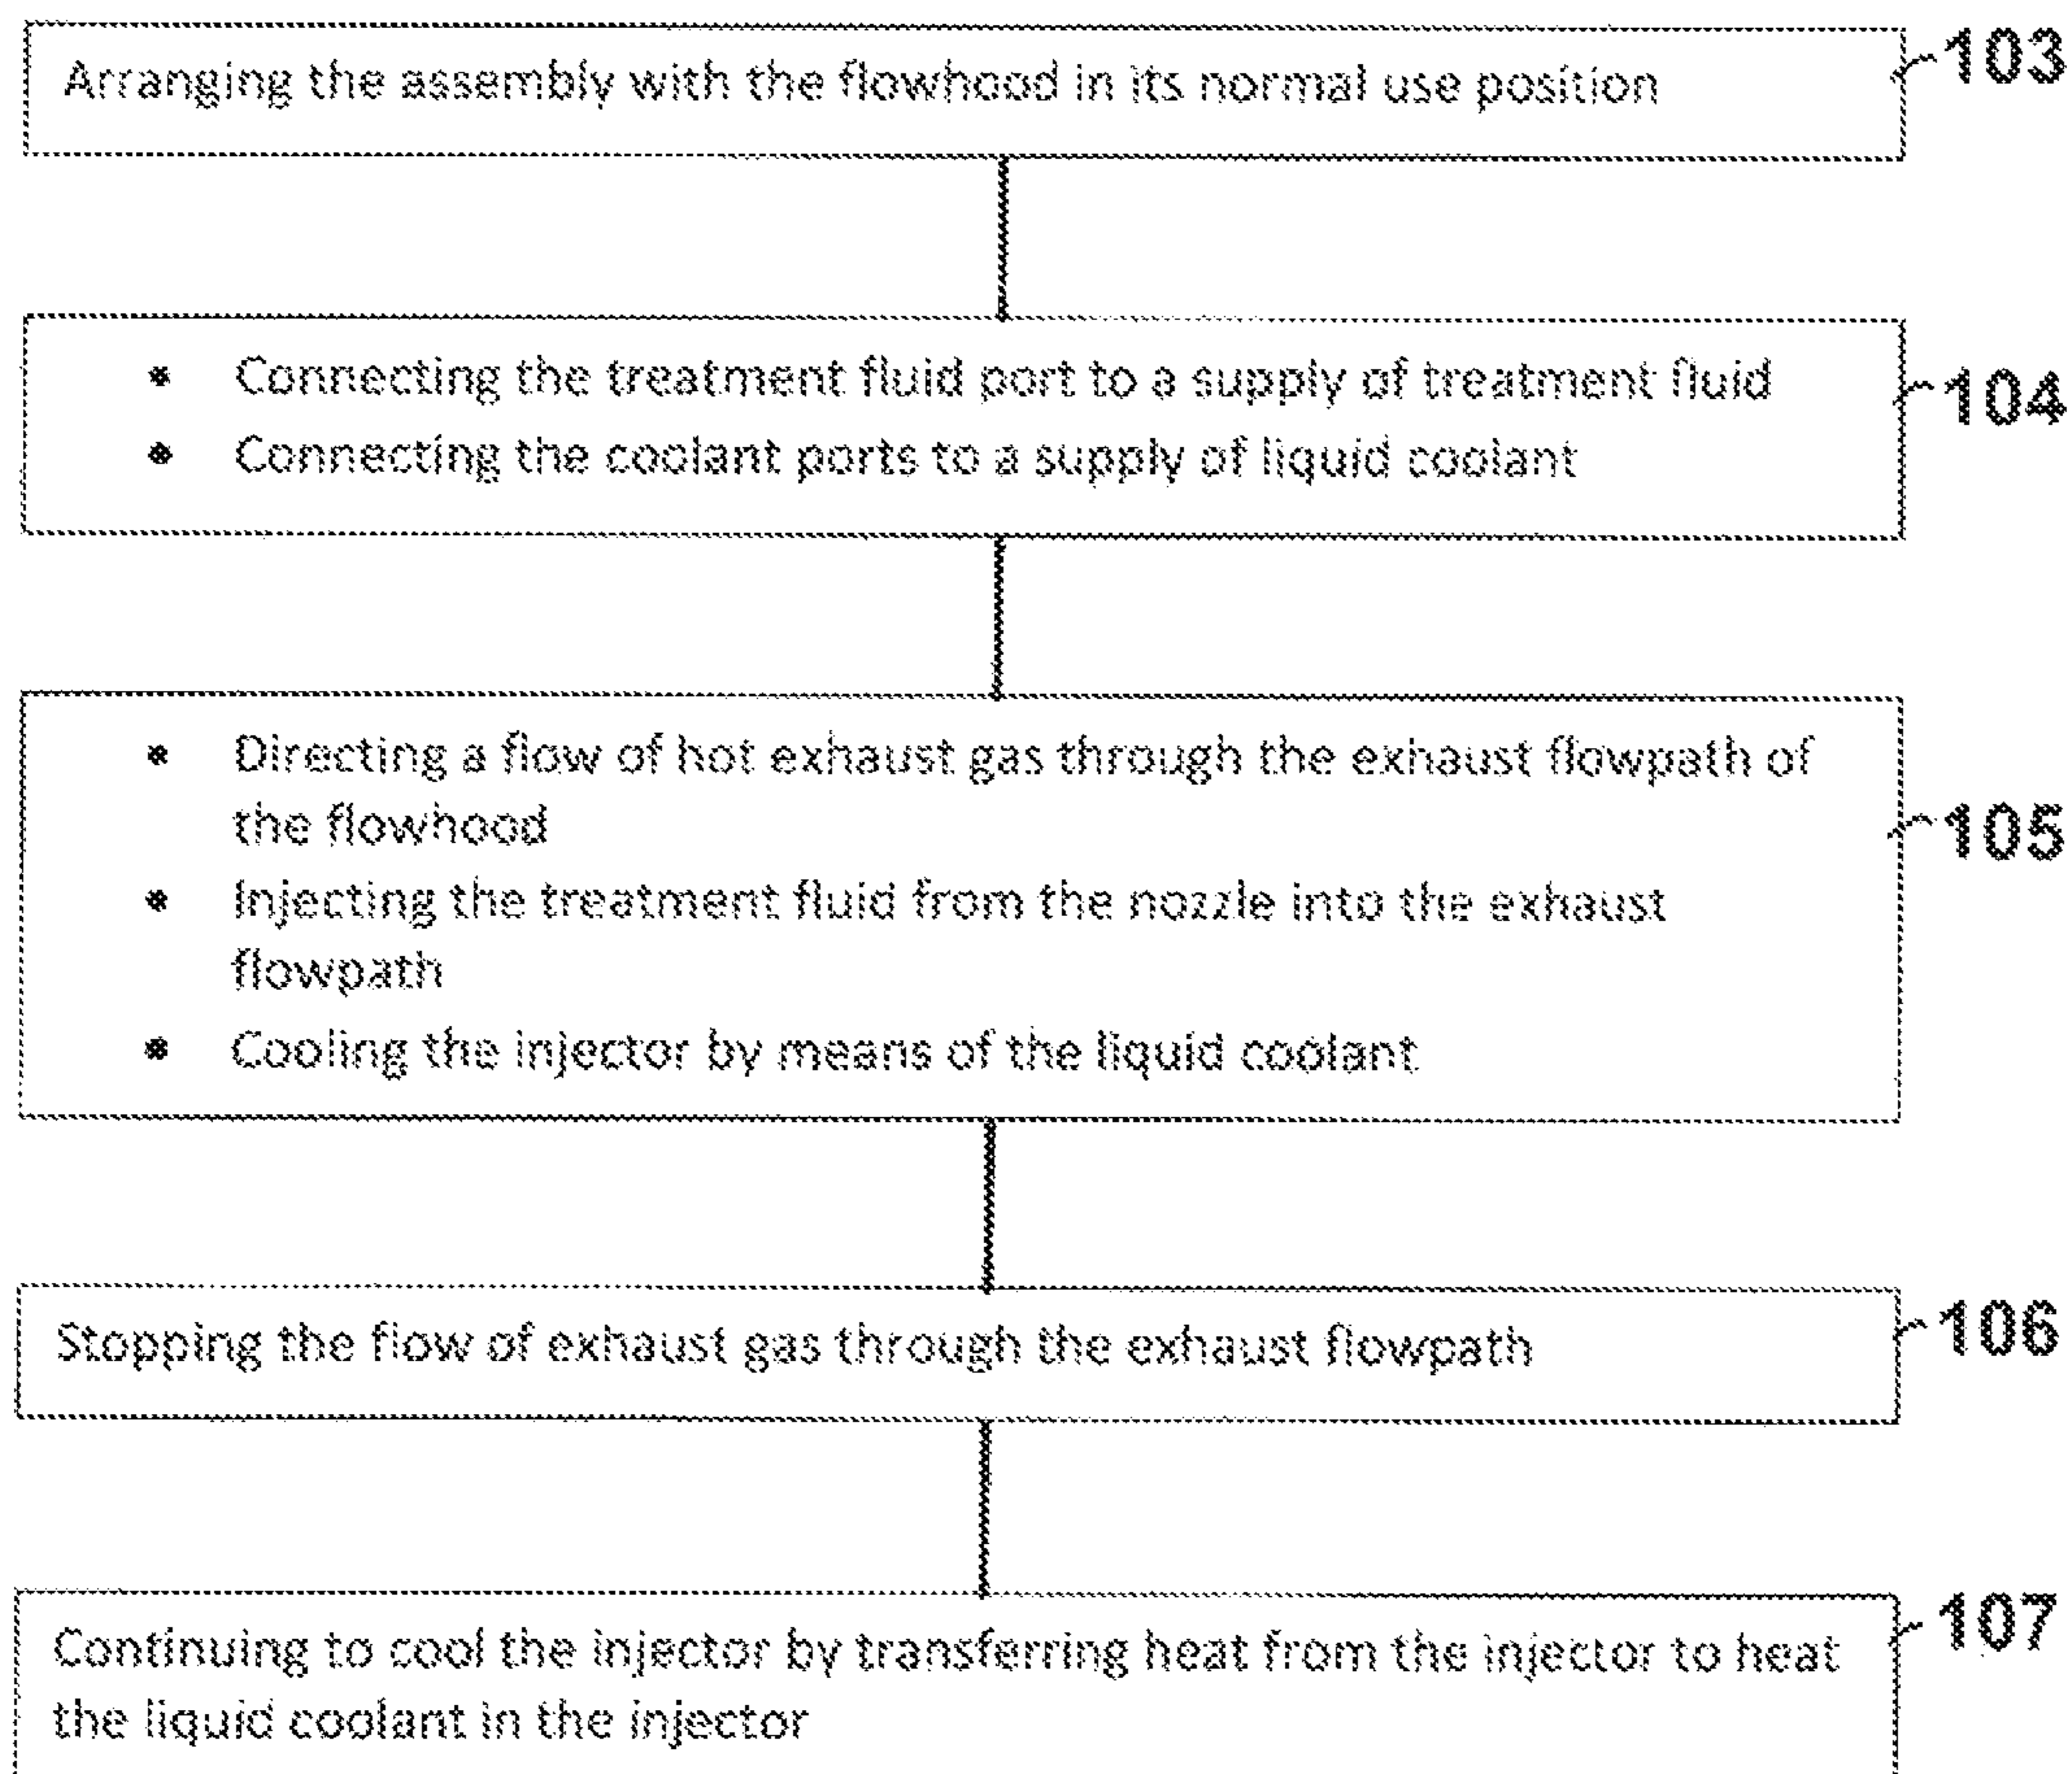 Arranging the assembly with the flowhood in its normal use position 103
• Connecting the treatment fluid port to a supply of treatment fluid
• Connecting the coolant ports to a supply of liquid coolant
104
• Directing a flow of hot exhaust gas through the exhaust flowpath of
the flowhood
105
• Injecting the treatment fluid from the nozzle into the exhaust
flowpath
• Cooling the injector by means of the liquid coolant
Stopping the flow of exhaust gas through the exhaust flowpath 106
Continuing to cool the injector by transferring heat from the injector to heat 107
the liquid coolant in the injector